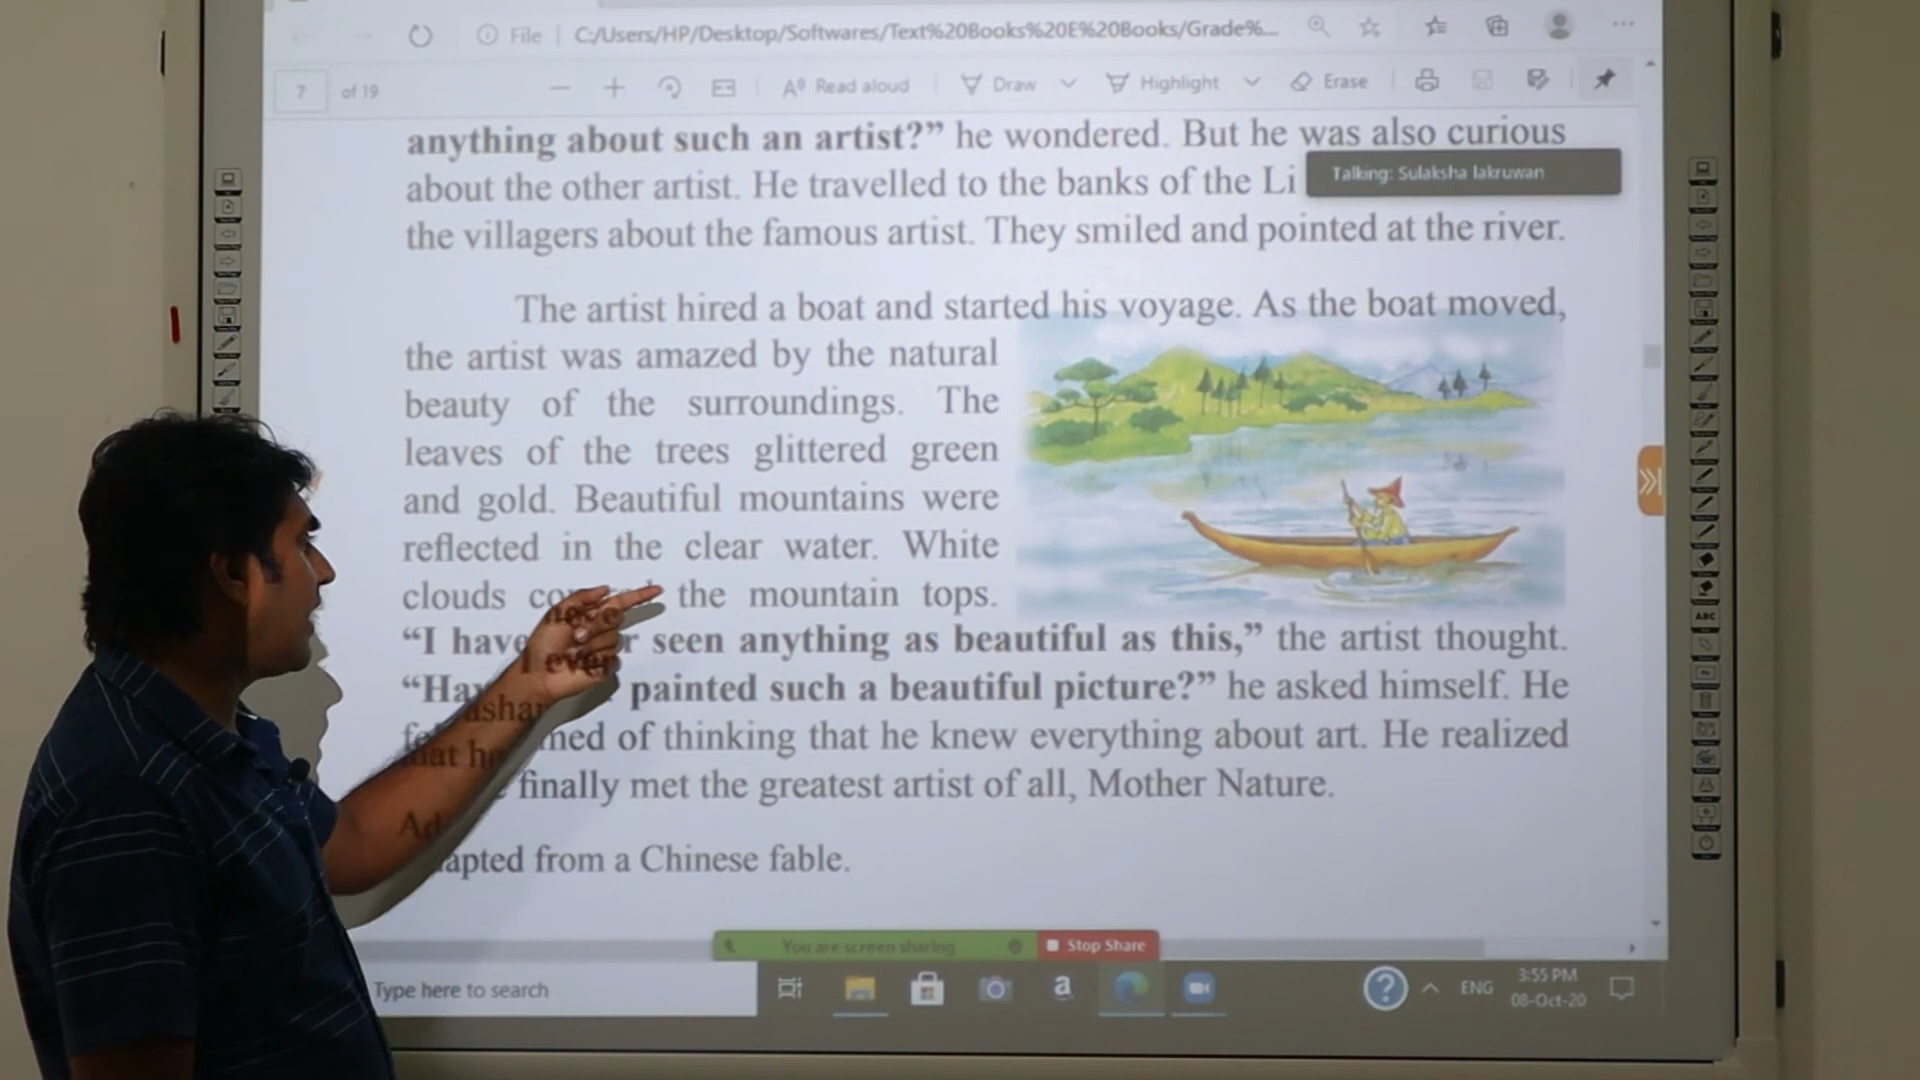 File
C:/Users/HP/Desktop/Softwares/Text%20Books%20E%20Books/Grade%...
7 of 19
Read aloud
Draw
Highlight
Erase
anything about such an artist?” he wondered. But he was also curious
about the other artist. He travelled to the banks of the Li
Talking: Sulaksha lakruwan
the villagers about the famous artist. They smiled and pointed at the river.
The artist hired a boat and started his voyage. As the boat moved,
the artist was amazed by the natural
beauty of the surroundings. The
leaves of the trees glittered green
and gold. Beautiful mountains were
reflected in the clear water. White
clouds the mountain tops.
“I have seen anything as beautiful as this,” the artist thought.
painted such a beautiful picture?” he asked himself. He
of thinking that he knew everything about art. He realized
finally met the greatest artist of all, Mother Nature.
from a Chinese fable.
You are screen sharing
Stop Share
Type here to search
ENG
3:55 PM
08-Oct-20
ABC